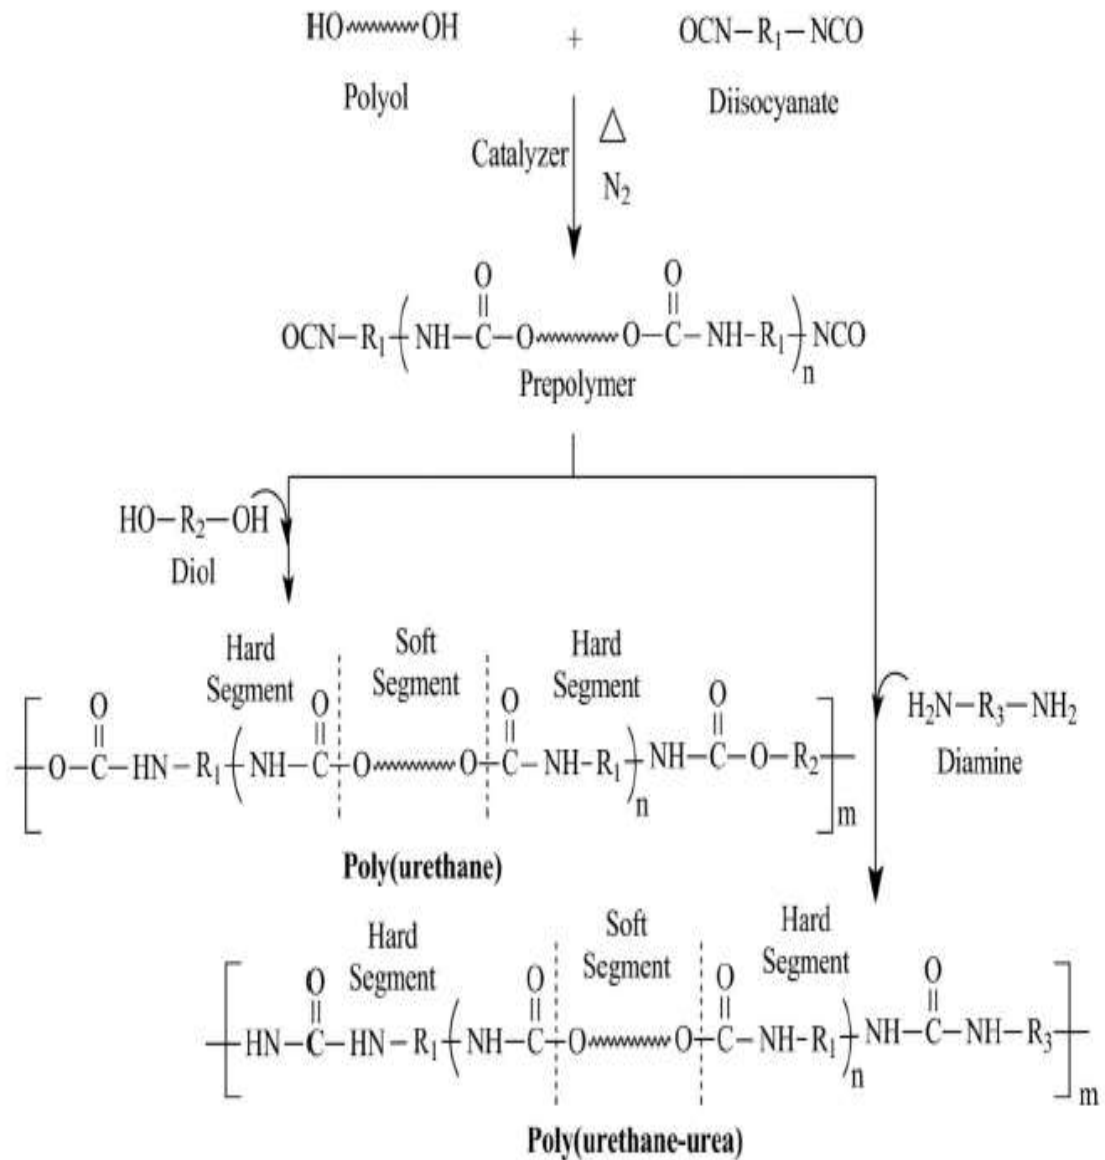 HO OH + OCN–R₁–NCO
Polyol Diisocyanate
Catalyzer △
N₂
O O
OCN–R₁ ( NH–C–O O–C–NH–R₁ )ₙ NCO
Prepolymer
HO–R₂–OH
Diol
Hard Segment
Soft Segment
Hard Segment
H₂N–R₃–NH₂
Diamine
O O O O
[ O–C–HN–R₁ ( NH–C–O O–C–NH–R₁ )ₙ NH–C–O–R₂ ]ₘ
Poly(urethane)
Hard Segment
Soft Segment
Hard Segment
O O O O
[ HN–C–HN–R₁ ( NH–C–O O–C–NH–R₁ )ₙ NH–C–NH–R₃ ]ₘ
Poly(urethane-urea)